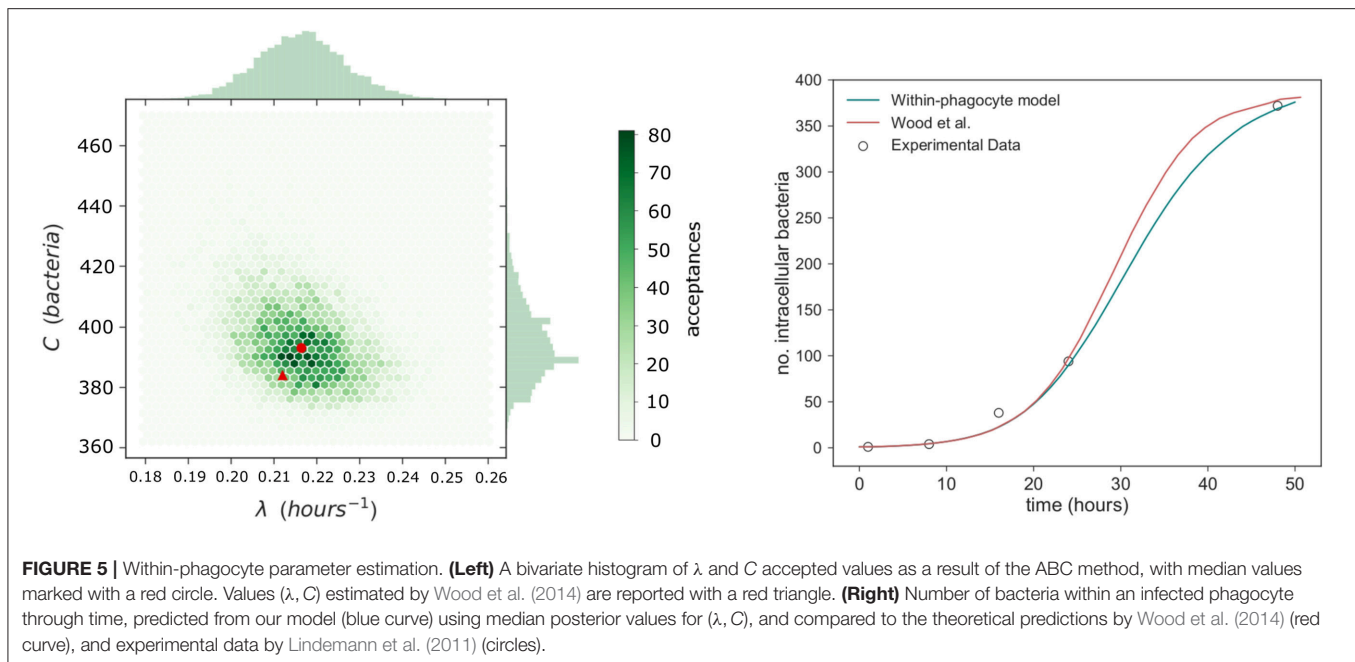 460
440
420
400
380
360
C (bacteria)
0.18 0.19 0.20 0.21 0.22 0.23 0.24 0.25 0.26
λ (hours⁻¹)
80
70
60
50
40
30
20
10
0
acceptances
400
350
300
250
200
150
100
50
0
no. intracellular bacteria
Within-phagocyte model
Wood et al.
Experimental Data
0 10 20 30 40 50
time (hours)
FIGURE 5 | Within-phagocyte parameter estimation. (Left) A bivariate histogram of λ and C accepted values as a result of the ABC method, with median values
marked with a red circle. Values (λ, C) estimated by Wood et al. (2014) are reported with a red triangle. (Right) Number of bacteria within an infected phagocyte
through time, predicted from our model (blue curve) using median posterior values for (λ, C), and compared to the theoretical predictions by Wood et al. (2014) (red
curve), and experimental data by Lindemann et al. (2011) (circles).